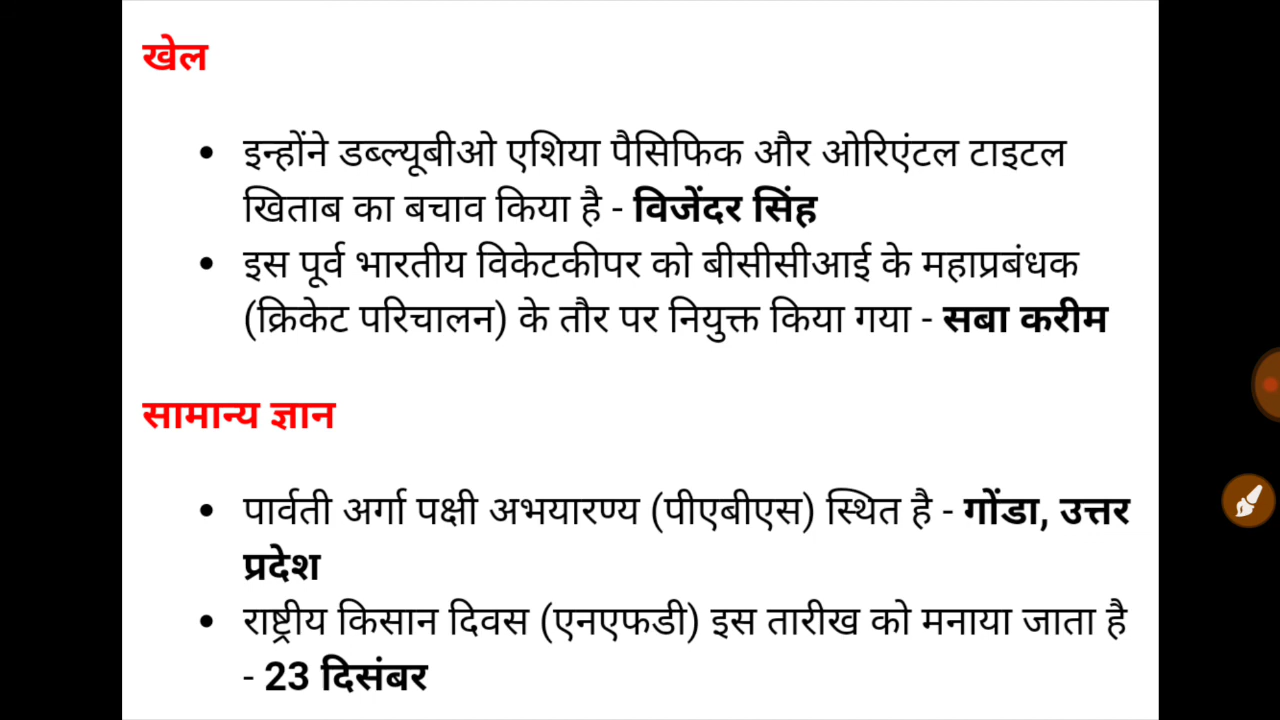 खेल
• इन्होंने डब्ल्यूबीओ एशिया पैसिफिक और ओरिएंटल टाइटल
खिताब का बचाव किया है - विजेंदर सिंह
• इस पूर्व भारतीय विकेटकीपर को बीसीसीआई के महाप्रबंधक
(क्रिकेट परिचालन) के तौर पर नियुक्त किया गया - सबा करीम
सामान्य ज्ञान
• पार्वती अर्गा पक्षी अभयारण्य (पीएबीएस) स्थित है - गोंडा, उत्तर
प्रदेश
• राष्ट्रीय किसान दिवस (एनएफडी) इस तारीख को मनाया जाता है
- 23 दिसंबर